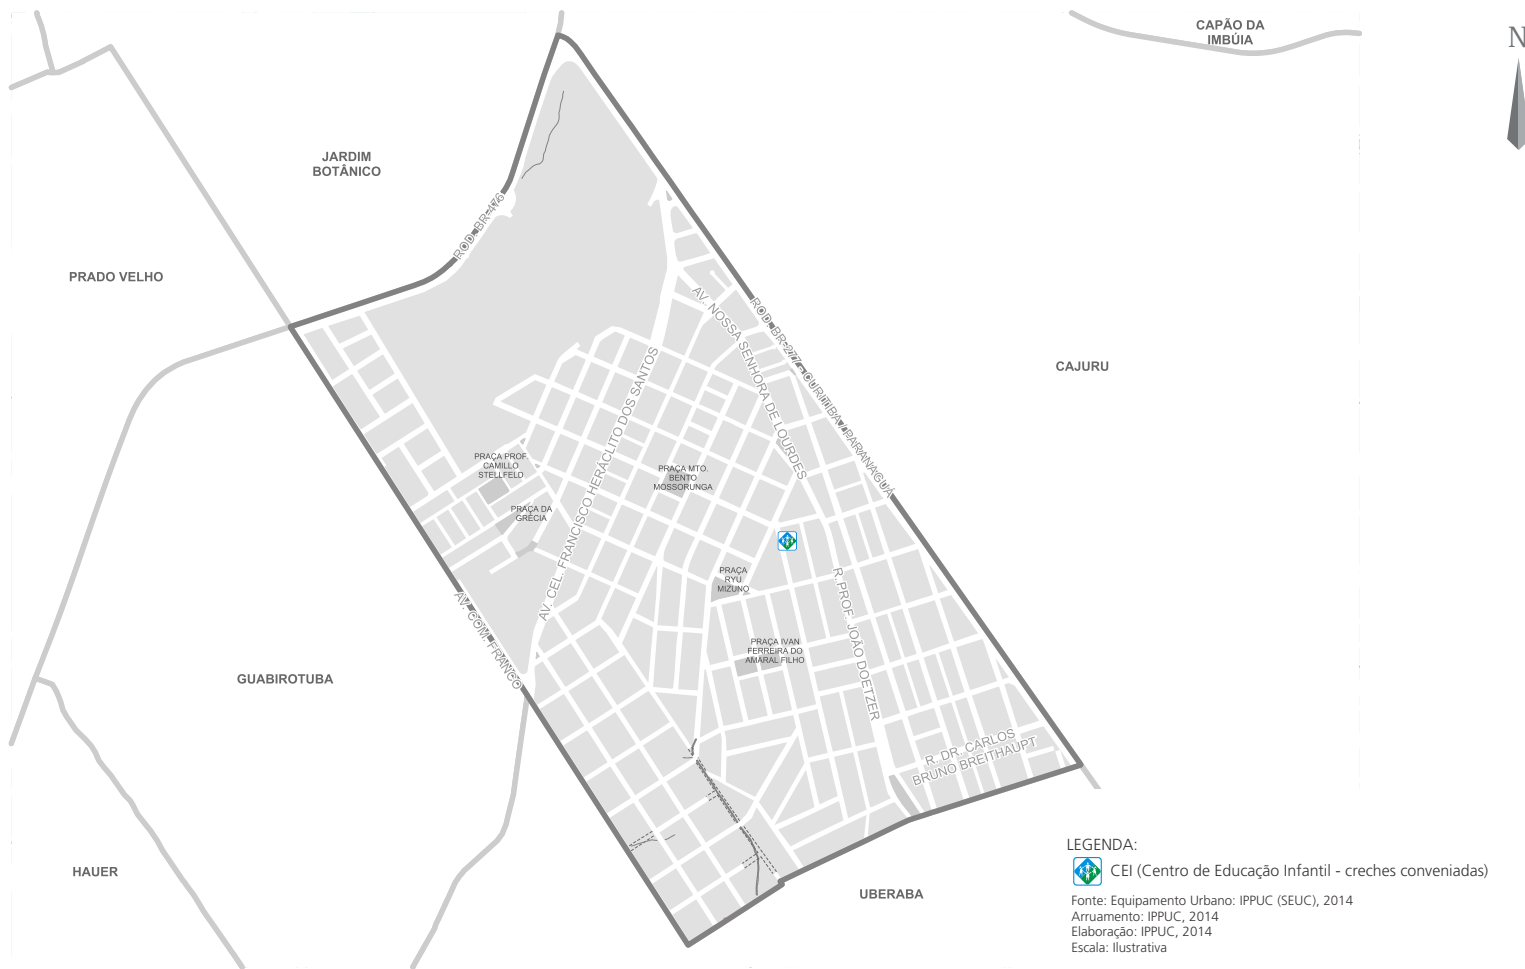 CAPÃO DA
IMBÚIA
N
JARDIM
BOTÂNICO
ROD. BR-476
PRADO VELHO
AV. NOSSA SENHORA DE LOURDES
ROD. BR-277 - CURITIBA / PARANAGUÁ
CAJURU
AV. CEL. FRANCISCO HERÁCLITO DOS SANTOS
PRAÇA PROF.
CAMILLO
STELLFELD
PRAÇA MTO.
BENTO
MOSSORUNGA
PRAÇA DA
GRÉCIA
PRAÇA
RYU
MIZUNO
R. PROF. JOÃO DOETZER
AV. COM. FRANCO
PRAÇA IVAN
FERREIRA DO
AMARAL FILHO
GUABIROTUBA
R. DR. CARLOS
BRUNO BREITHAUPT
HAUER
UBERABA
LEGENDA:
CEI (Centro de Educação Infantil - creches conveniadas)
Fonte: Equipamento Urbano: IPPUC (SEUC), 2014
Arruamento: IPPUC, 2014
Elaboração: IPPUC, 2014
Escala: Ilustrativa